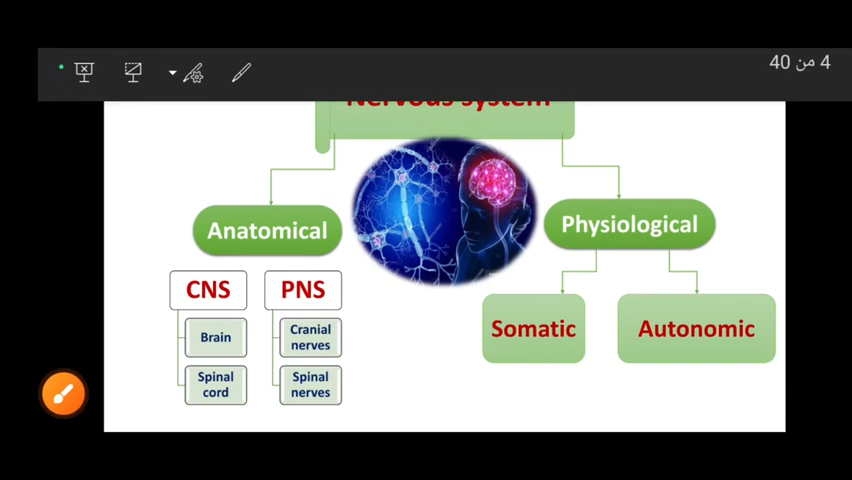 4 من 40
Nervous system
Anatomical
Physiological
CNS
PNS
Brain
Cranial
nerves
Spinal
cord
Spinal
nerves
Somatic
Autonomic